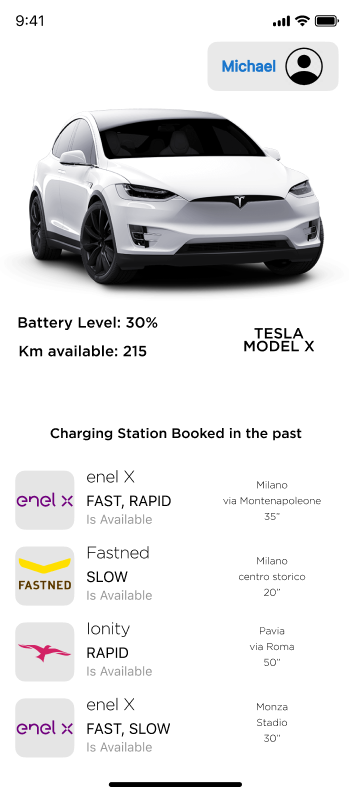 9:41
Michael
Battery Level: 30%
Km available: 215
TESLA
MODEL X
Charging Station Booked in the past
enel x
enel X
FAST, RAPID
Is Available
Milano
via Montenapoleone
35”
FASTNED
Fastned
SLOW
Is Available
Milano
centro storico
20”
Ionity
RAPID
Is Available
Pavia
via Roma
50”
enel x
enel X
FAST, SLOW
Is Available
Monza
Stadio
30”